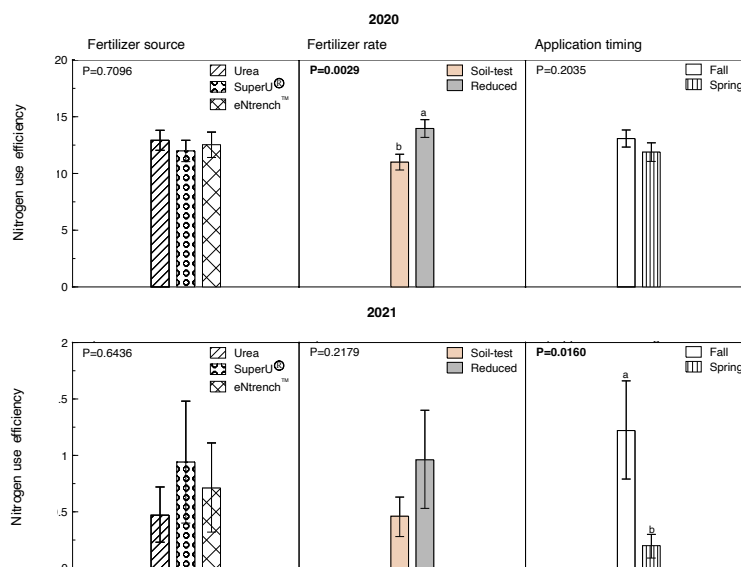 2020
Fertilizer source
Fertilizer rate
Application timing
Nitrogen use efficiency
20
15
10
5
0
P=0.7096
Urea
SuperU®
eNtrench™
P=0.0029
Soil-test
Reduced
b
a
P=0.2035
Fall
Spring
2021
Nitrogen use efficiency
2
.5
1
.5
0
P=0.6436
Urea
SuperU®
eNtrench™
P=0.2179
Soil-test
Reduced
P=0.0160
Fall
Spring
a
b